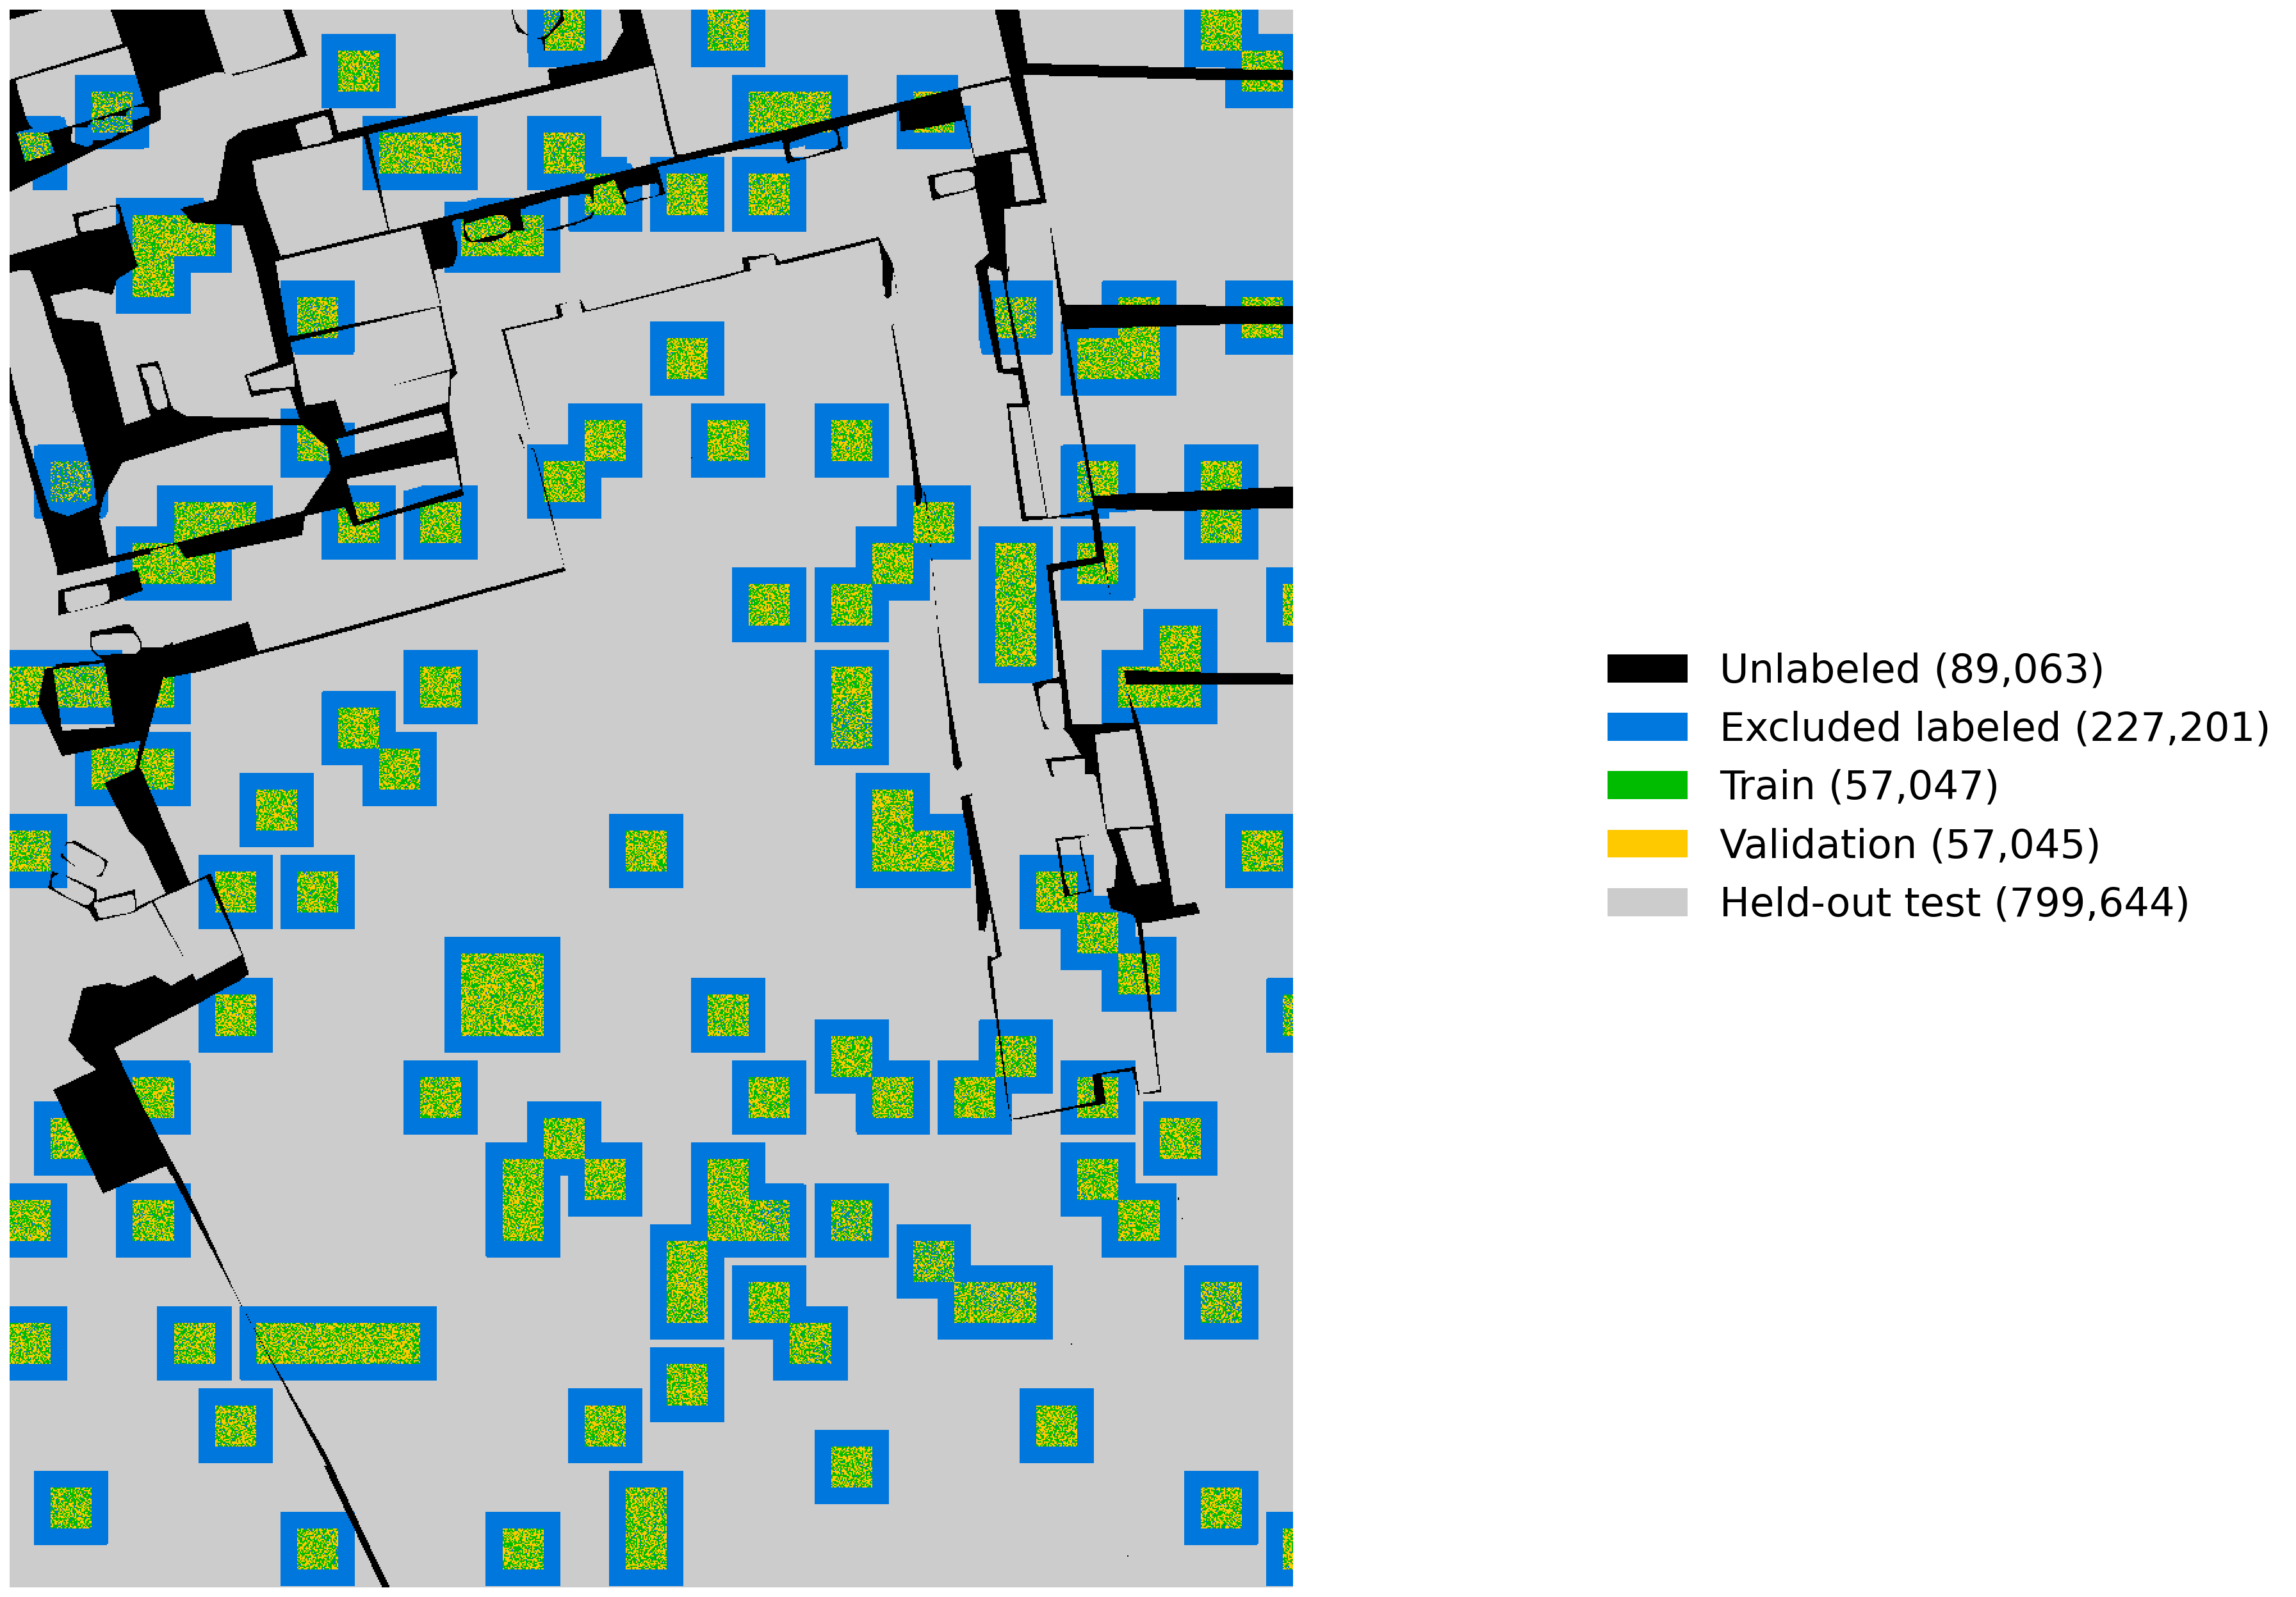 Unlabeled (89,063)
Excluded labeled (227,201)
Train (57,047)
Validation (57,045)
Held-out test (799,644)